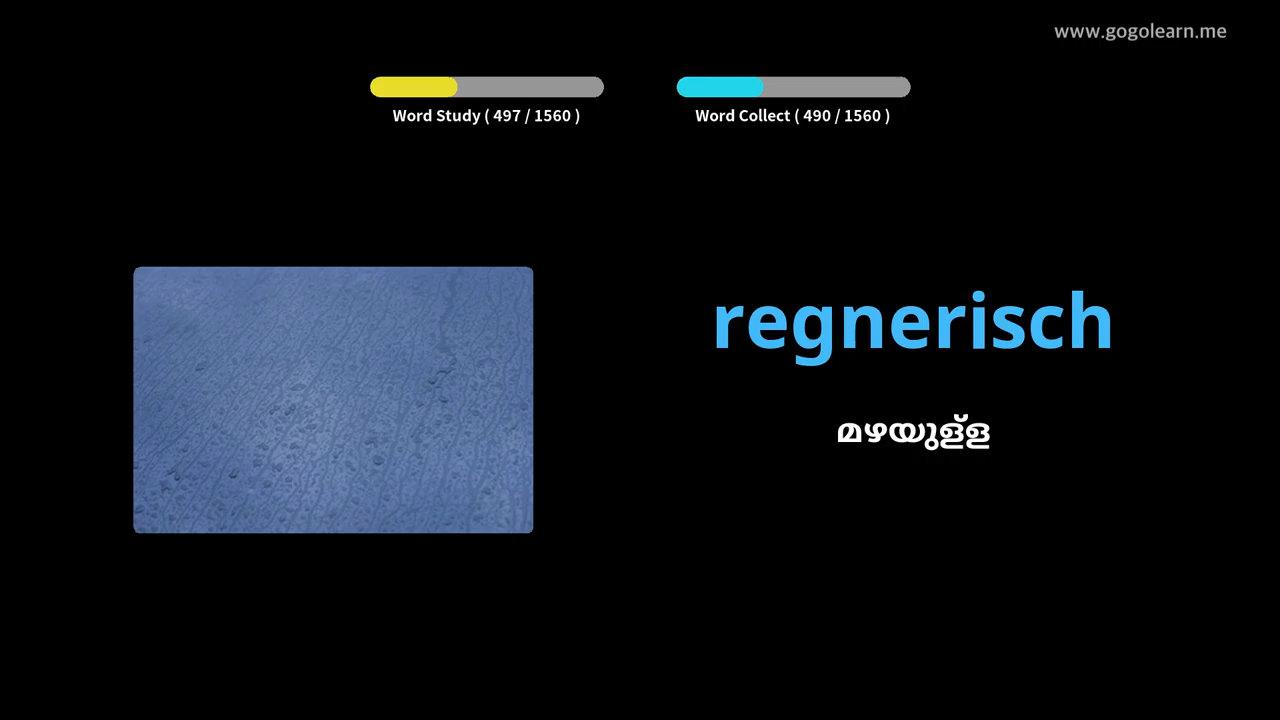 www.gogolearn.me
Word Study ( 497 / 1560 )
Word Collect ( 490 / 1560 )
regnerisch
മഴയുള്ള